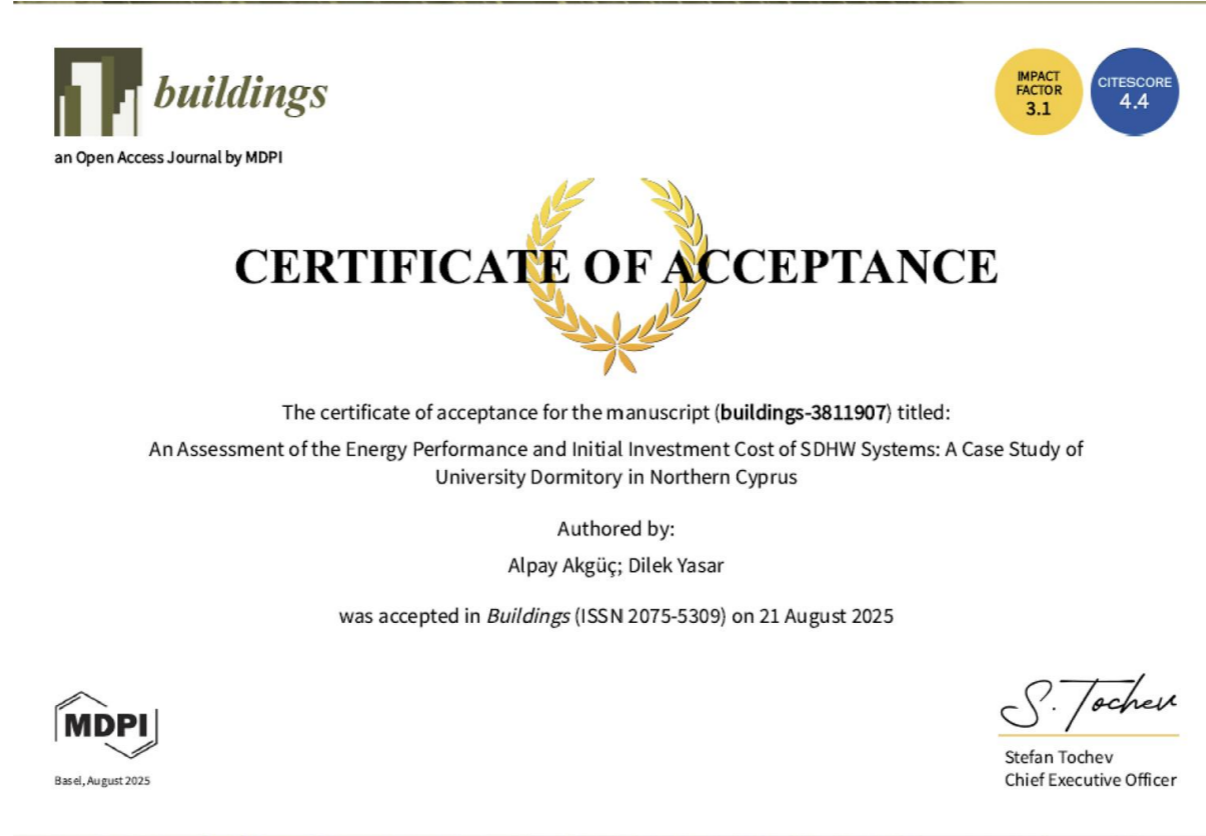 buildings
an Open Access Journal by MDPI
IMPACT
FACTOR
3.1
CITESCORE
4.4
CERTIFICATE OF ACCEPTANCE
The certificate of acceptance for the manuscript (buildings-3811907) titled:
An Assessment of the Energy Performance and Initial Investment Cost of SDHW Systems: A Case Study of
University Dormitory in Northern Cyprus
Authored by:
Alpay Akgüç; Dilek Yasar
was accepted in Buildings (ISSN 2075-5309) on 21 August 2025
MDPI
Basel, August 2025
S. Tochev
Stefan Tochev
Chief Executive Officer